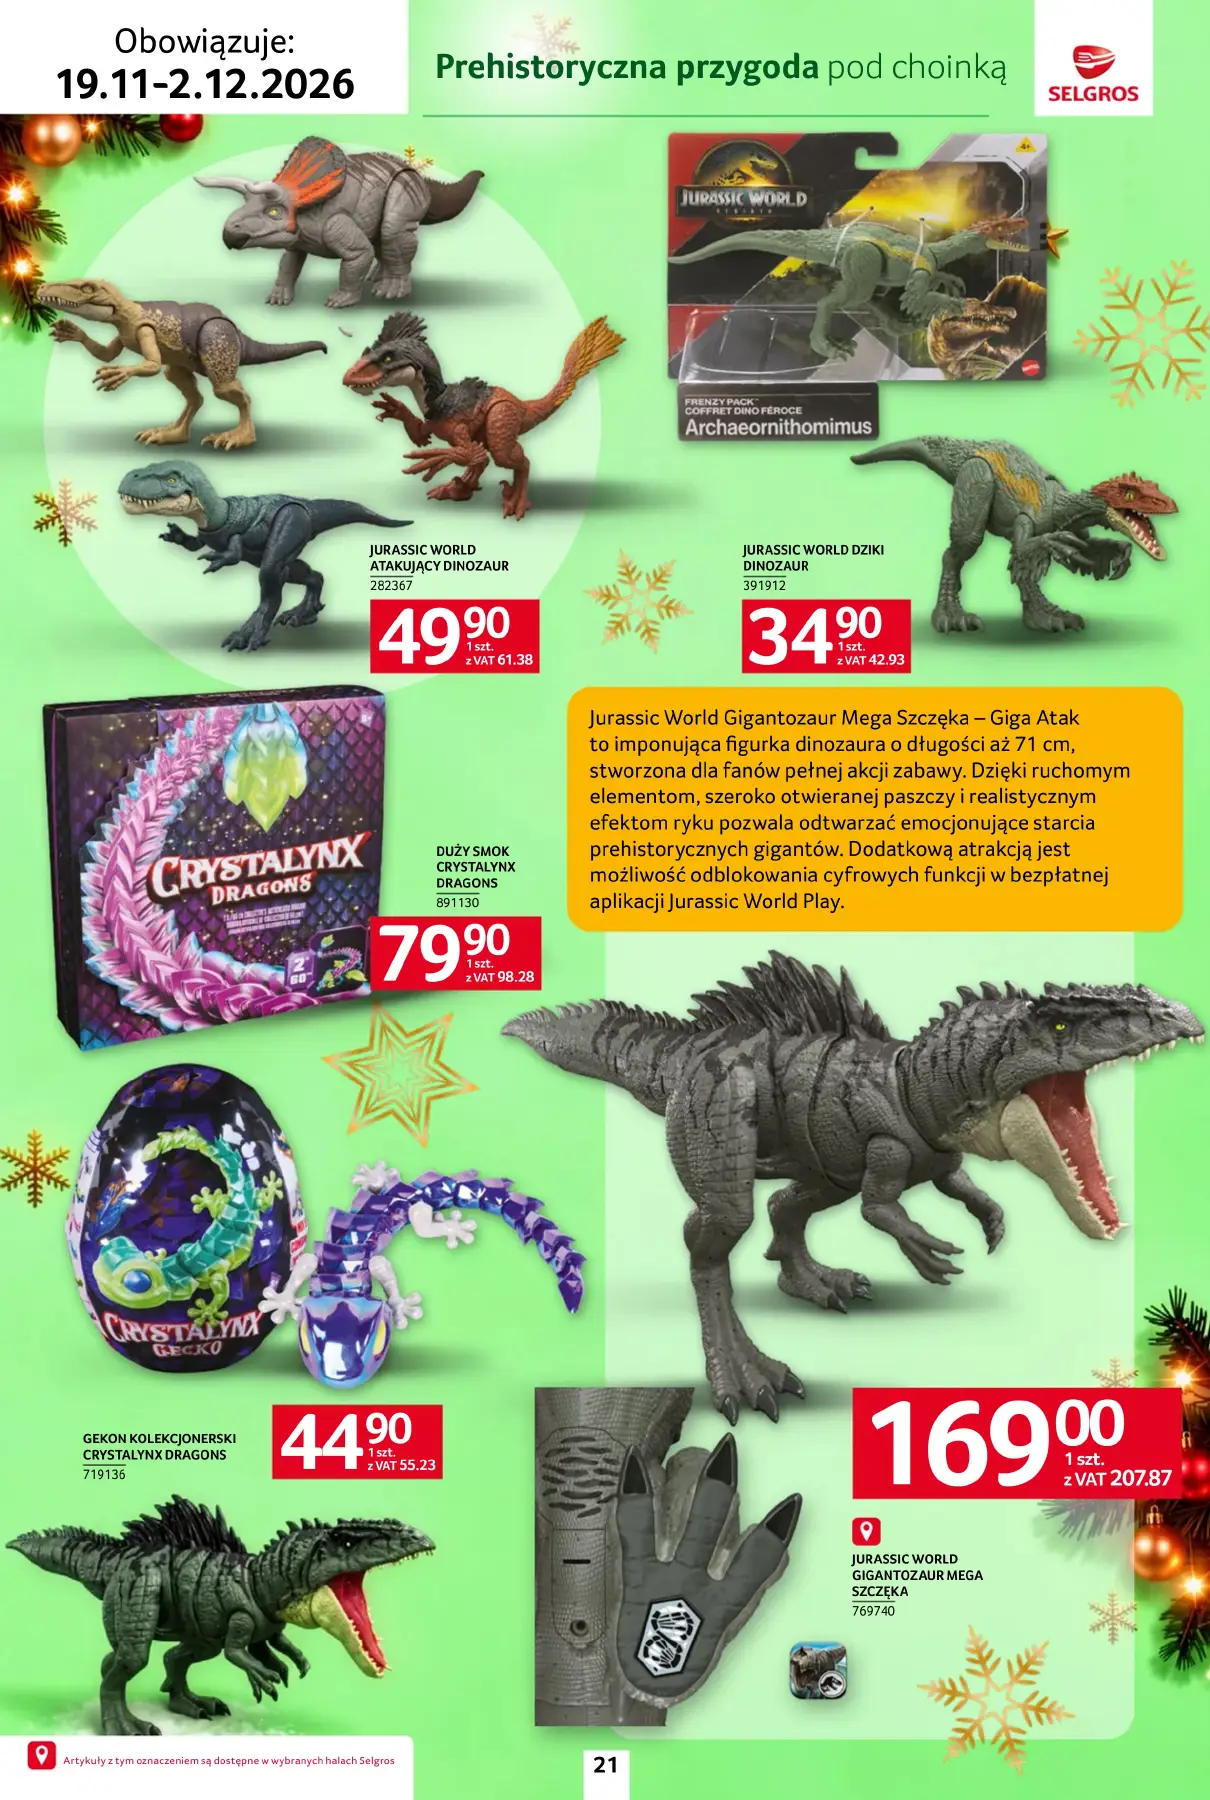 Obowiązuje:
19.11-2.12.2026
Prehistoryczna przygoda pod choinką
SELGROS
JURASSIC WORLD
REBIRTH
4+
MATTEL
FRENZY PACK™
COFFRET DINO FÉROCE
Archaeornithomimus
JURASSIC WORLD
ATAKUJĄCY DINOZAUR
282367
49 90
1 szt.
z VAT 61.38
JURASSIC WORLD DZIKI
DINOZAUR
391912
34 90
1 szt.
z VAT 42.93
Jurassic World Gigantozaur Mega Szczęka – Giga Atak
to imponująca figurka dinozaura o długości aż 71 cm,
stworzona dla fanów pełnej akcji zabawy. Dzięki ruchomym
elementom, szeroko otwieranej paszczy i realistycznym
efektom ryku pozwala odtwarzać emocjonujące starcia
prehistorycznych gigantów. Dodatkową atrakcją jest
możliwość odblokowania cyfrowych funkcji w bezpłatnej
aplikacji Jurassic World Play.
8+
CRYSTALYNX
DRAGONS
2"
60
DUŻY SMOK
CRYSTALYNX
DRAGONS
891130
79 90
1 szt.
z VAT 98.28
CRYSTALYNX
GECKO
GEKON KOLEKCJONERSKI
CRYSTALYNX DRAGONS
719136
44 90
1 szt.
z VAT 55.23
169 00
1 szt.
z VAT 207.87
JURASSIC WORLD
GIGANTOZAUR MEGA
SZCZĘKA
769740
Artykuły z tym oznaczeniem są dostępne w wybranych halach Selgros
21